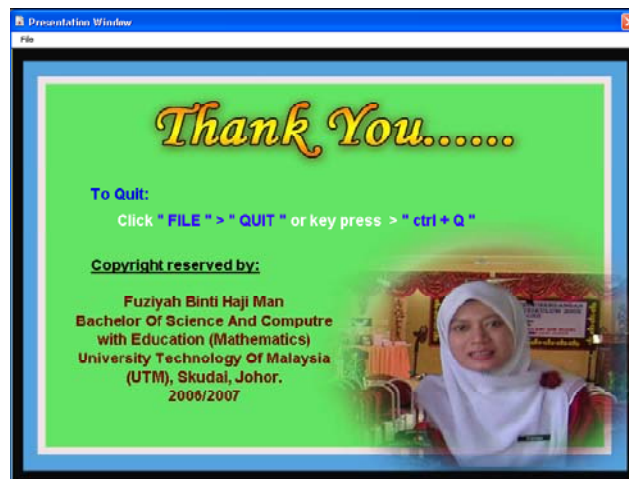 Presentation Window
File
Thank You......
To Quit:
Click " FILE " > " QUIT " or key press > " ctrl + Q "
Copyright reserved by:
Fuziyah Binti Haji Man
Bachelor Of Science And Computre
with Education (Mathematics)
University Technology Of Malaysia
(UTM), Skudai, Johor.
2006/2007